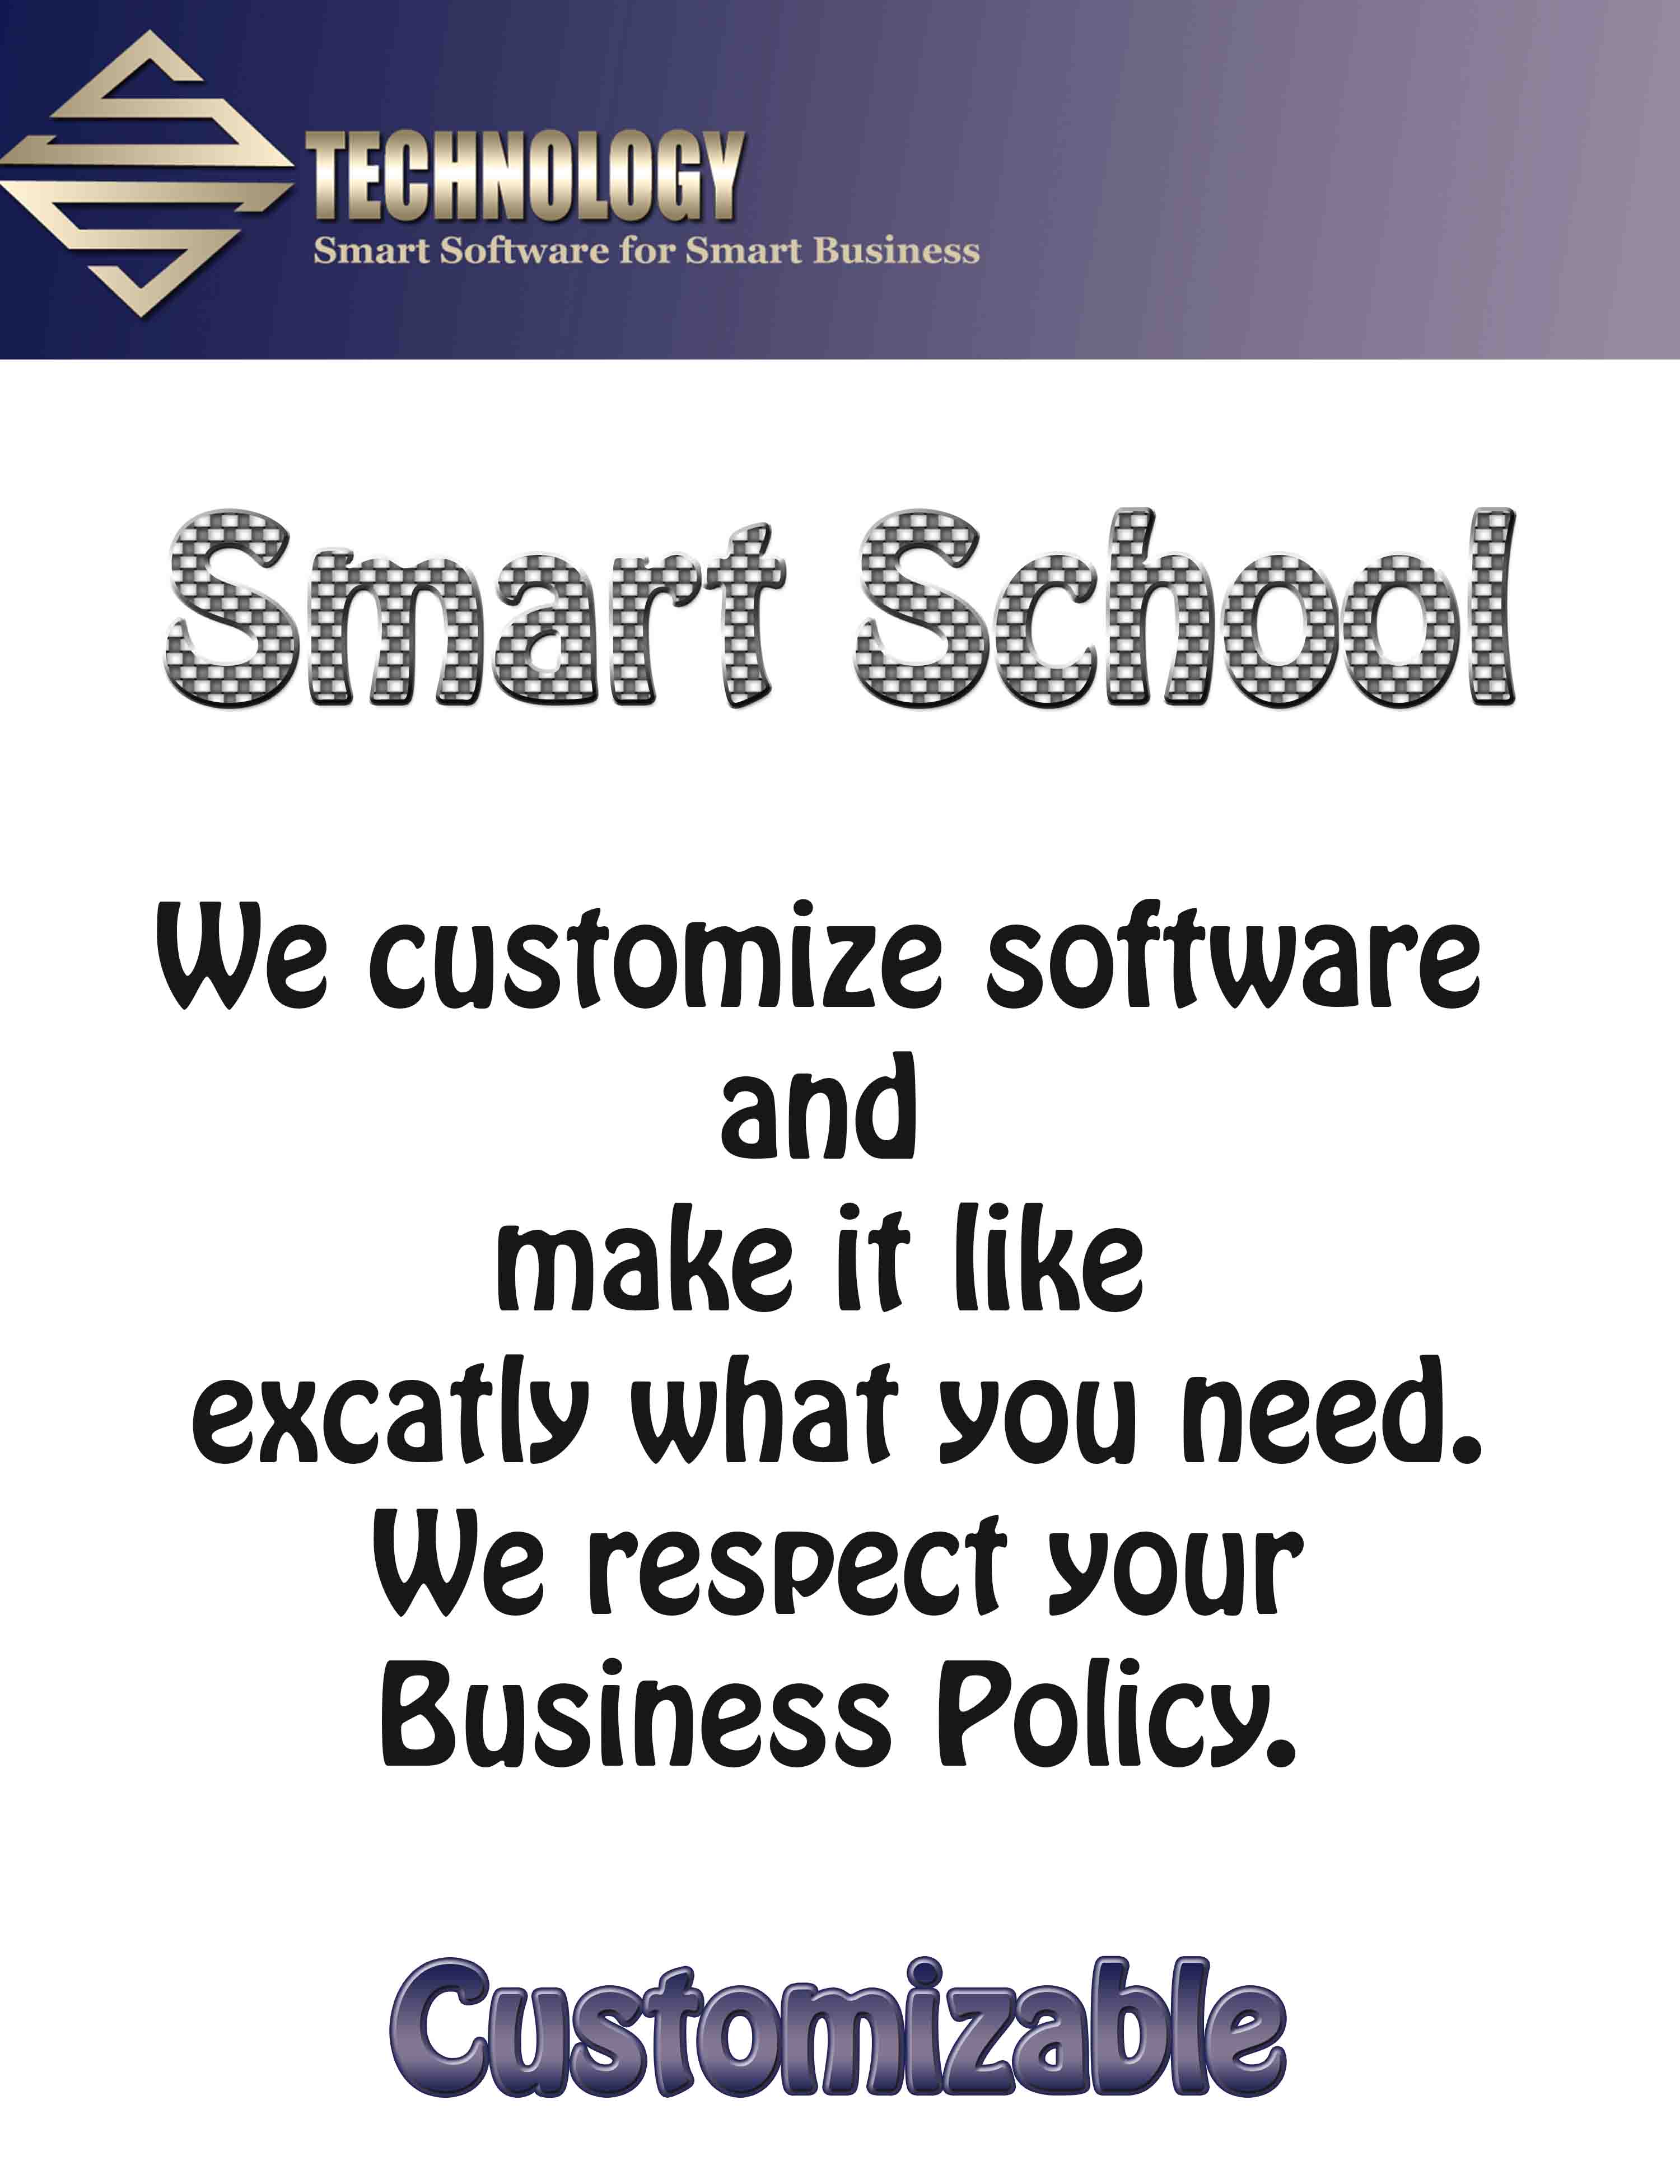 TECHNOLOGY
Smart Software for Smart Business
Smart School
We customize software
and
make it like
excatly what you need.
We respect your
Business Policy.
Customizable